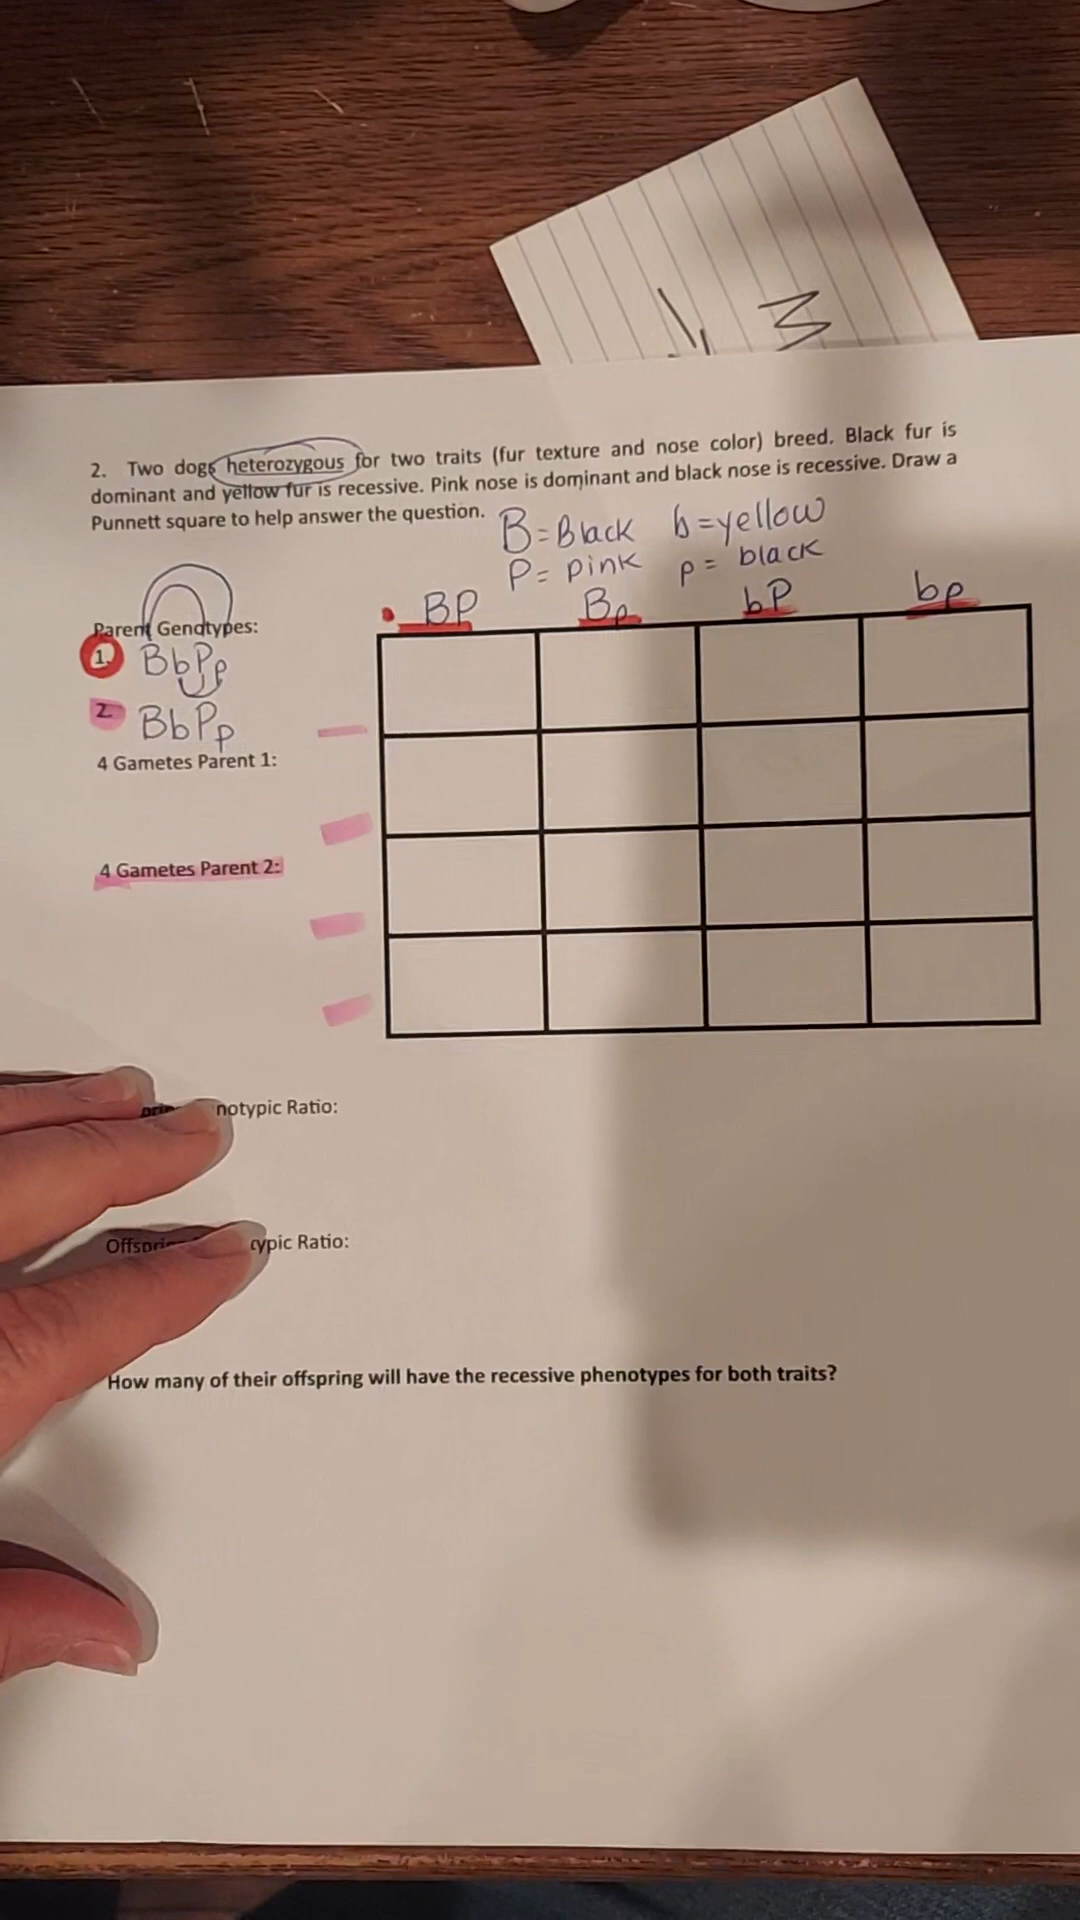 2. Two dogs heterozygous for two traits (fur texture and nose color) breed. Black fur is
dominant and yellow fur is recessive. Pink nose is dominant and black nose is recessive. Draw a
Punnett square to help answer the question.
B=Black b=yellow
P= pink p= black
BP Bp bP bp
Parent Genotypes:
1. BbPp
2. BbPp
4 Gametes Parent 1:
4 Gametes Parent 2:
notypic Ratio:
typic Ratio:
How many of their offspring will have the recessive phenotypes for both traits?